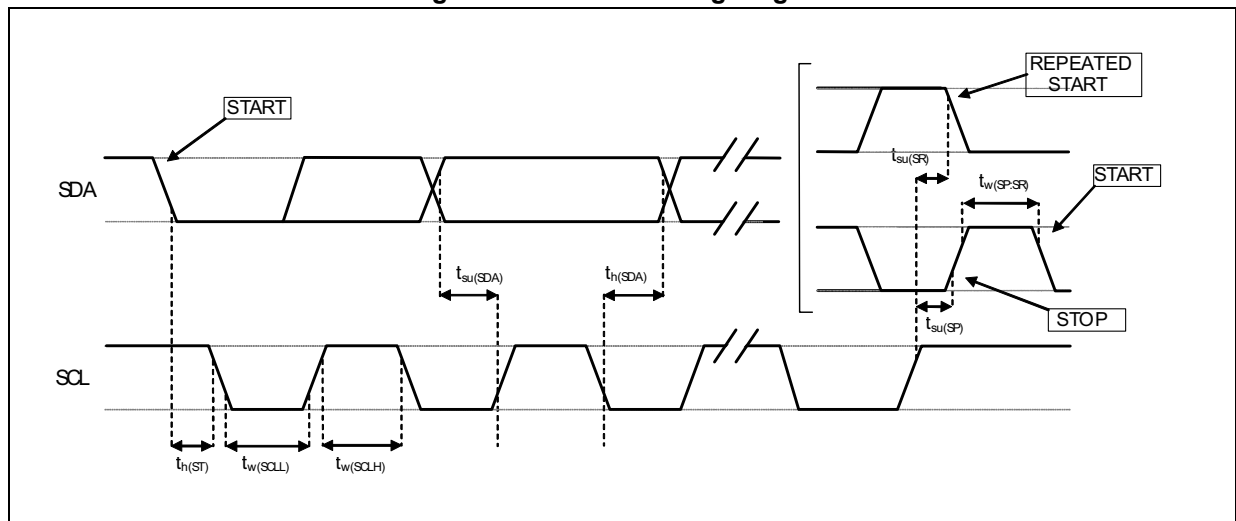 REPEATED
START
START
tsu(SR)
START
SDA
tw(SP:SR)
tsu(SDA)
th(SDA)
tsu(SP)
STOP
SCL
th(ST)
tw(SCLL)
tw(SCLH)